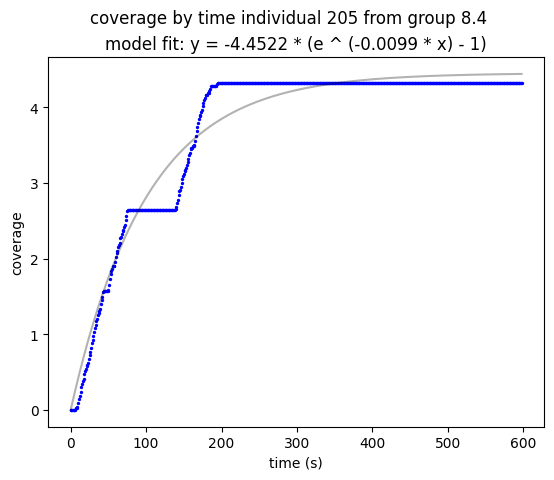 coverage by time individual 205 from group 8.4
model fit: y = -4.4522 * (e ^ (-0.0099 * x) - 1)
4
3
coverage
2
1
0
0 100 200 300 400 500 600
time (s)